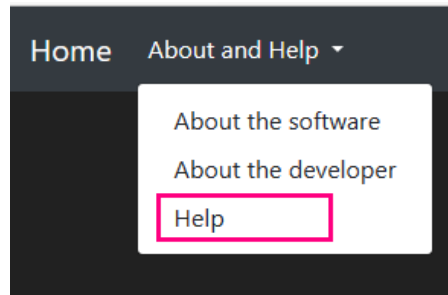 Home About and Help
About the software
About the developer
Help